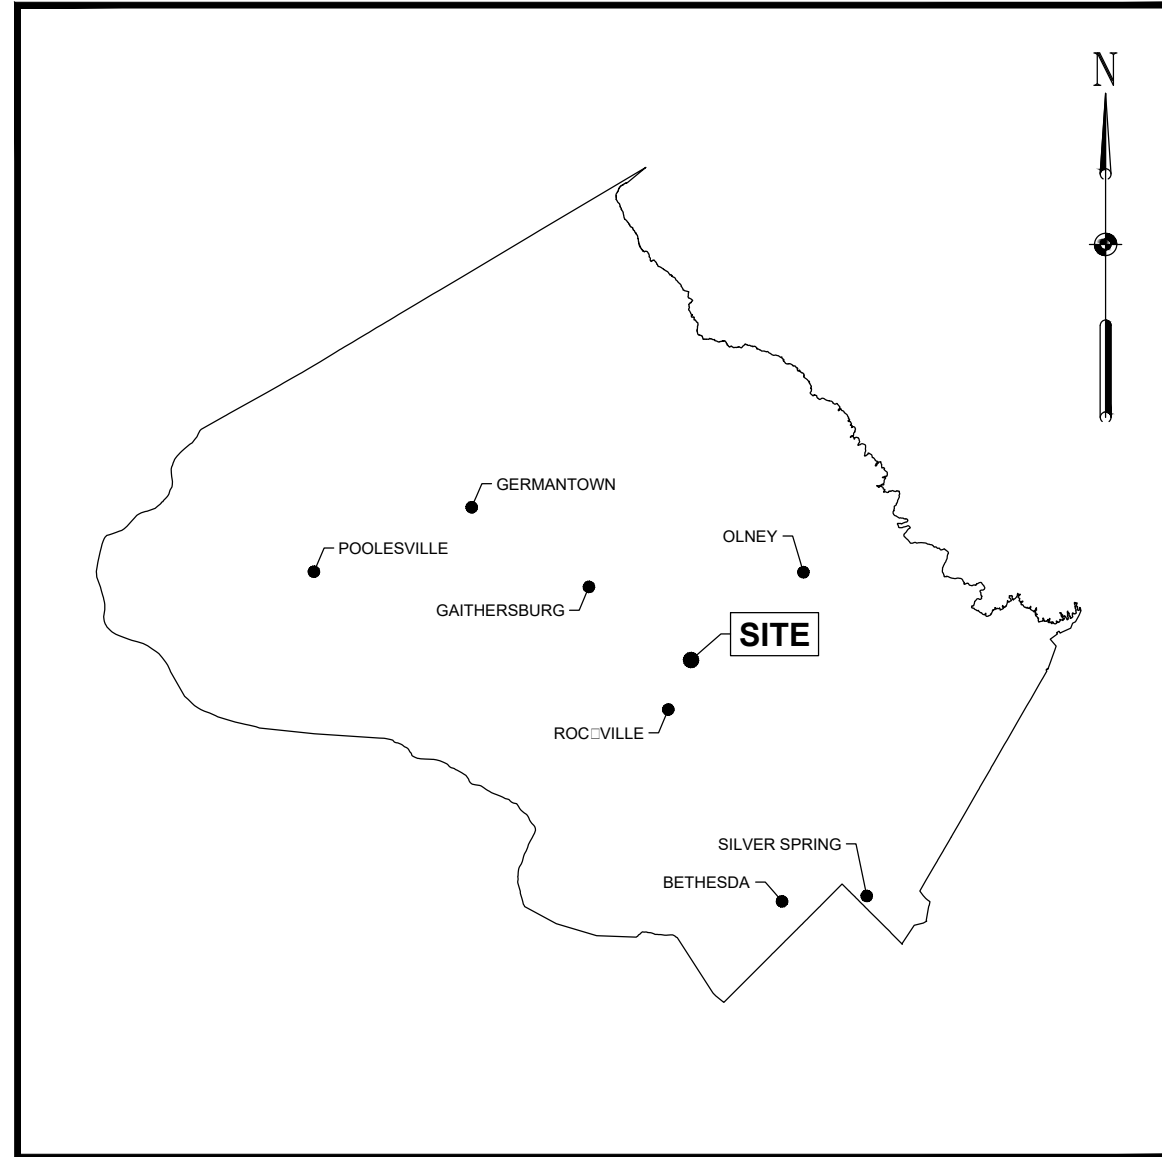 N
GERMANTOWN
OLNEY
POOLESVILLE
GAITHERSBURG
SITE
ROC□VILLE
SILVER SPRING
BETHESDA